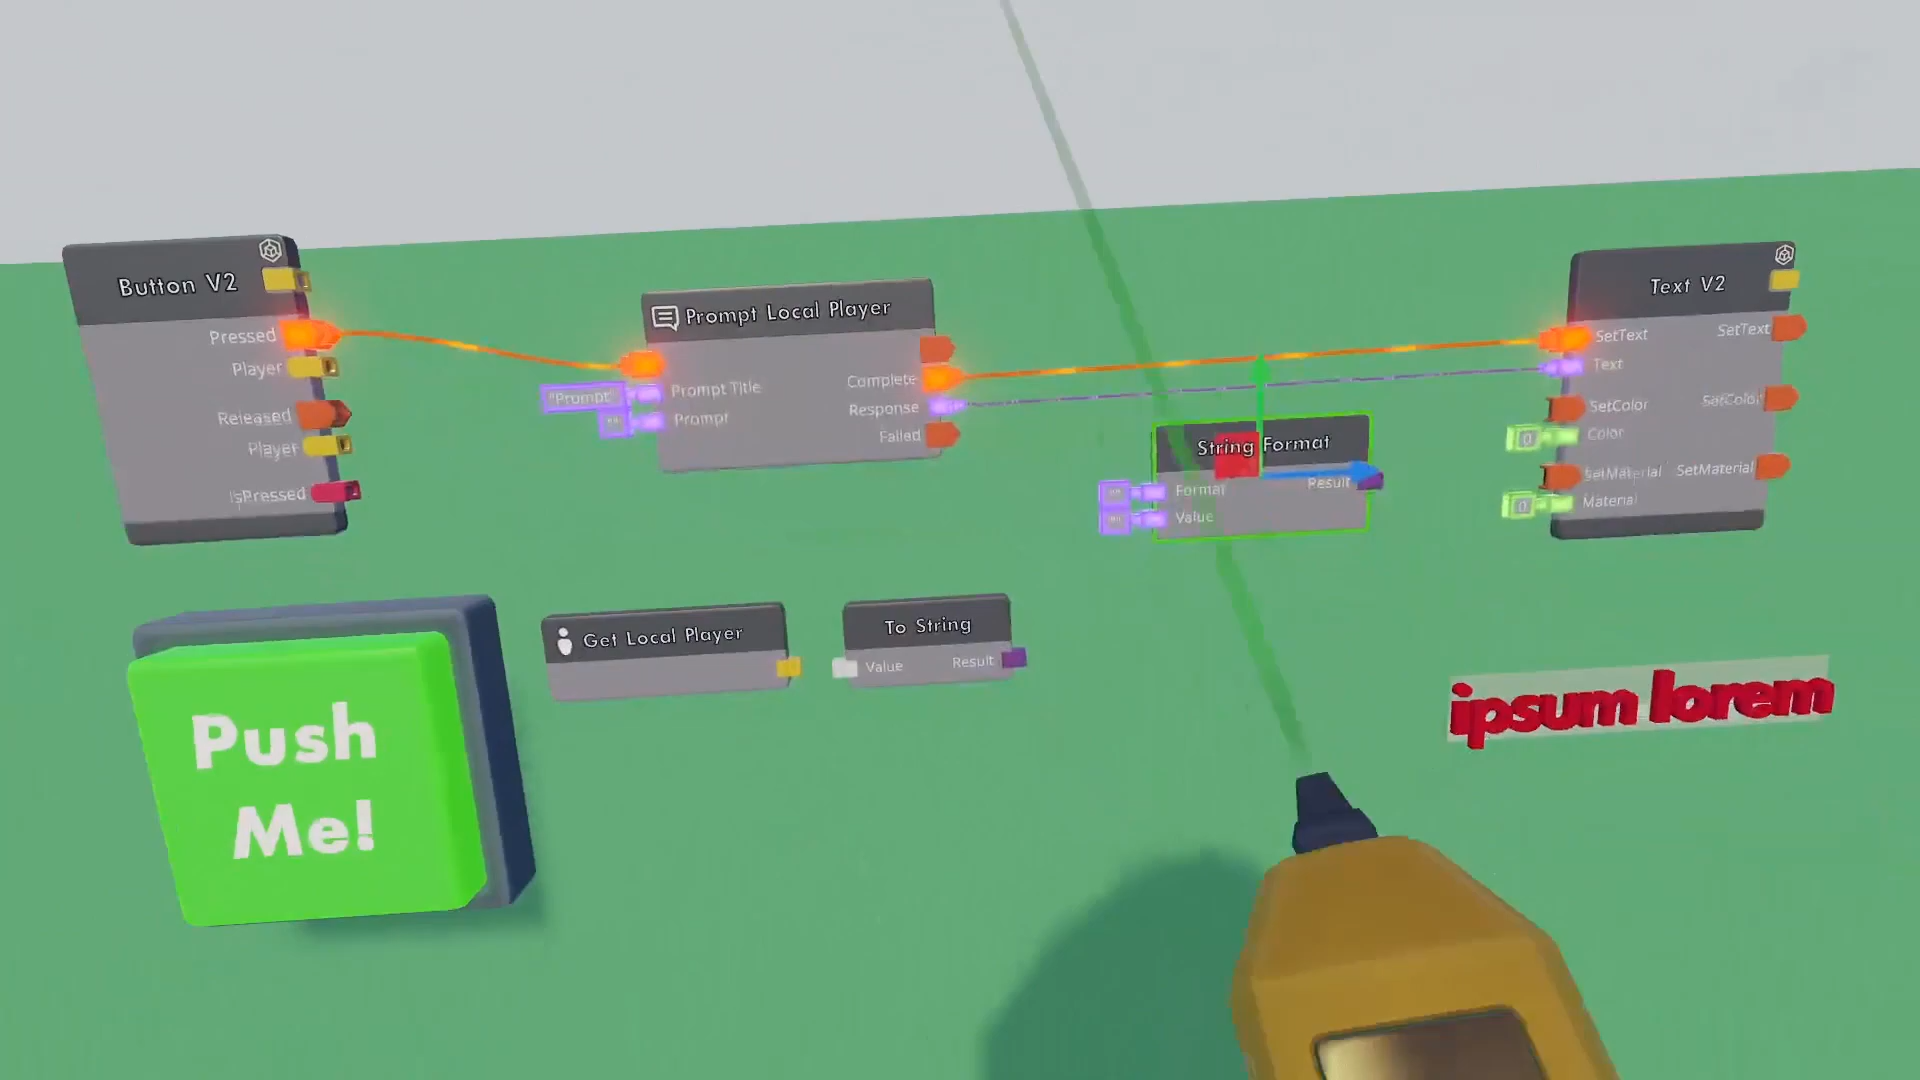 Button V2
Pressed
Player
Released
Player
IsPressed
Prompt Local Player
"Prompt"
Prompt Title
""
Prompt
Complete
Response
Failed
String Format
""
Format
Result
""
Value
Text V2
SetText
SetText
Text
SetColor
SetColor
0
Color
SetMaterial
SetMaterial
0
Material
Get Local Player
To String
Value
Result
Push
Me!
ipsum lorem